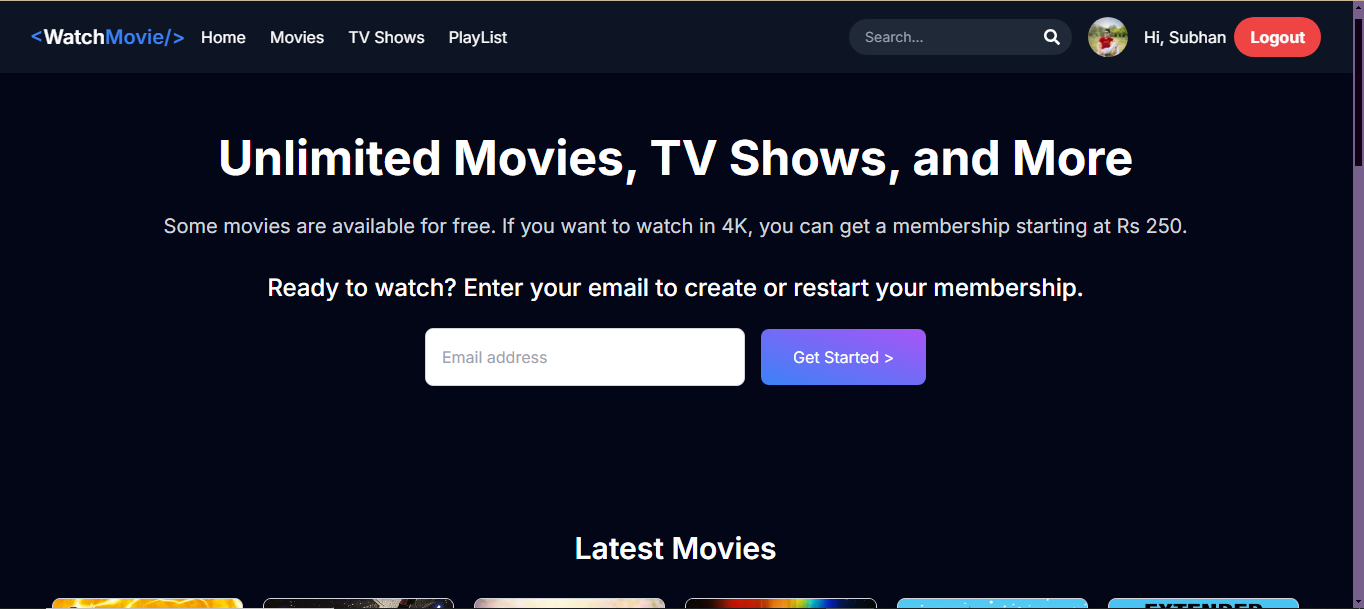 <WatchMovie/> Home Movies TV Shows PlayList Search... Hi, Subhan Logout
Unlimited Movies, TV Shows, and More
Some movies are available for free. If you want to watch in 4K, you can get a membership starting at Rs 250.
Ready to watch? Enter your email to create or restart your membership.
Email address Get Started >
Latest Movies
EXTENDED